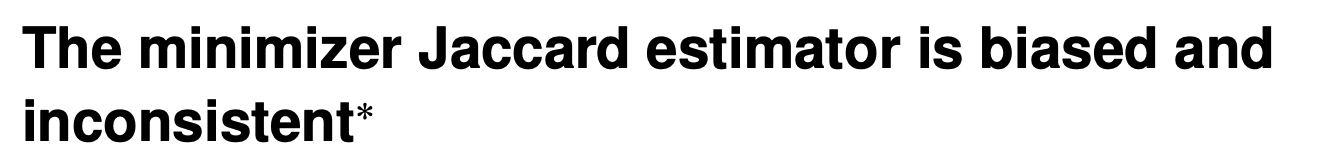 The minimizer Jaccard estimator is biased and
inconsistent*